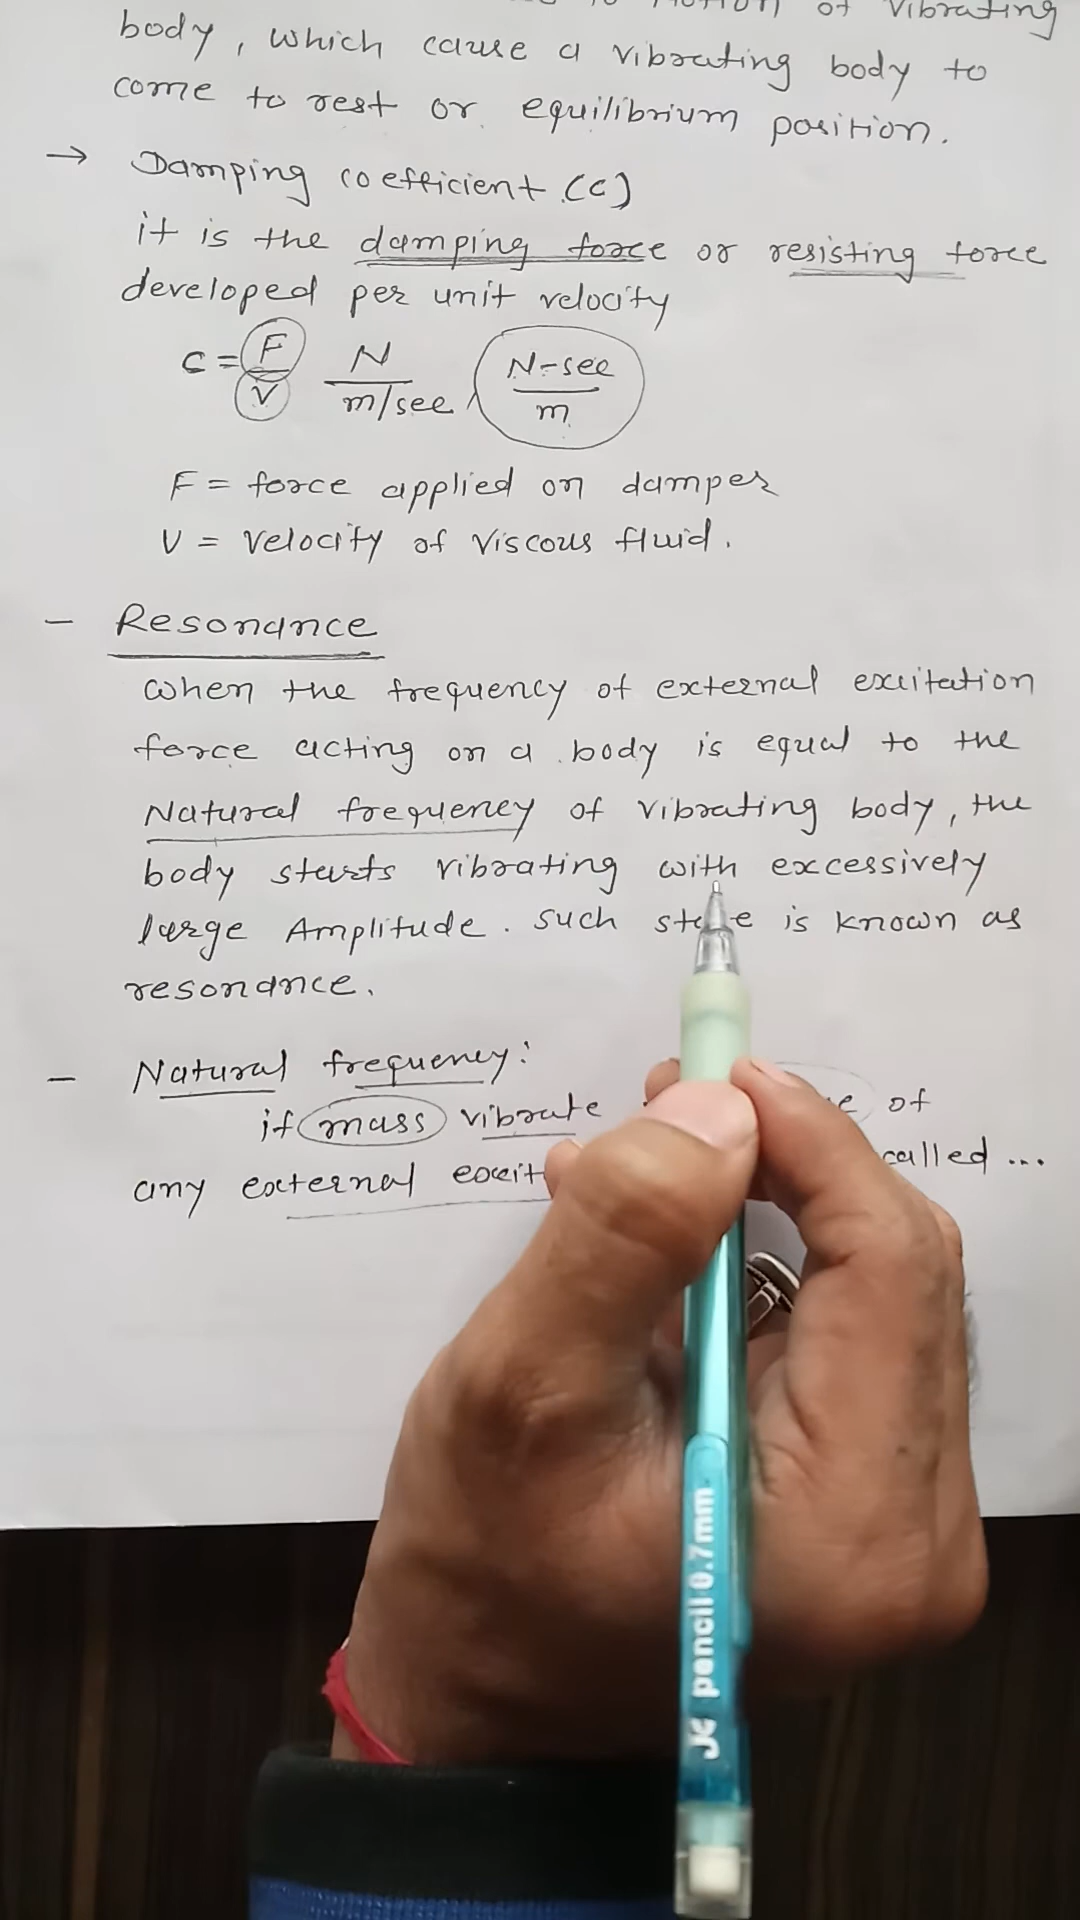 to motion of vibrating
body, which cause a vibrating body to
come to rest or equilibrium position.
→ Damping coefficient (c)
it is the damping force or resisting force
developed per unit velocity
c = F/V N/m/sec, N-sec/m
F = force applied on damper
V = velocity of viscous fluid.
- Resonance
when the frequency of external excitation
force acting on a body is equal to the
Natural frequency of vibrating body, the
body starts vibrating with excessively
large Amplitude. such state is known as
resonance.
- Natural frequency:
if mass vibrate of
any external excit called ...
JC pencil 0.7mm